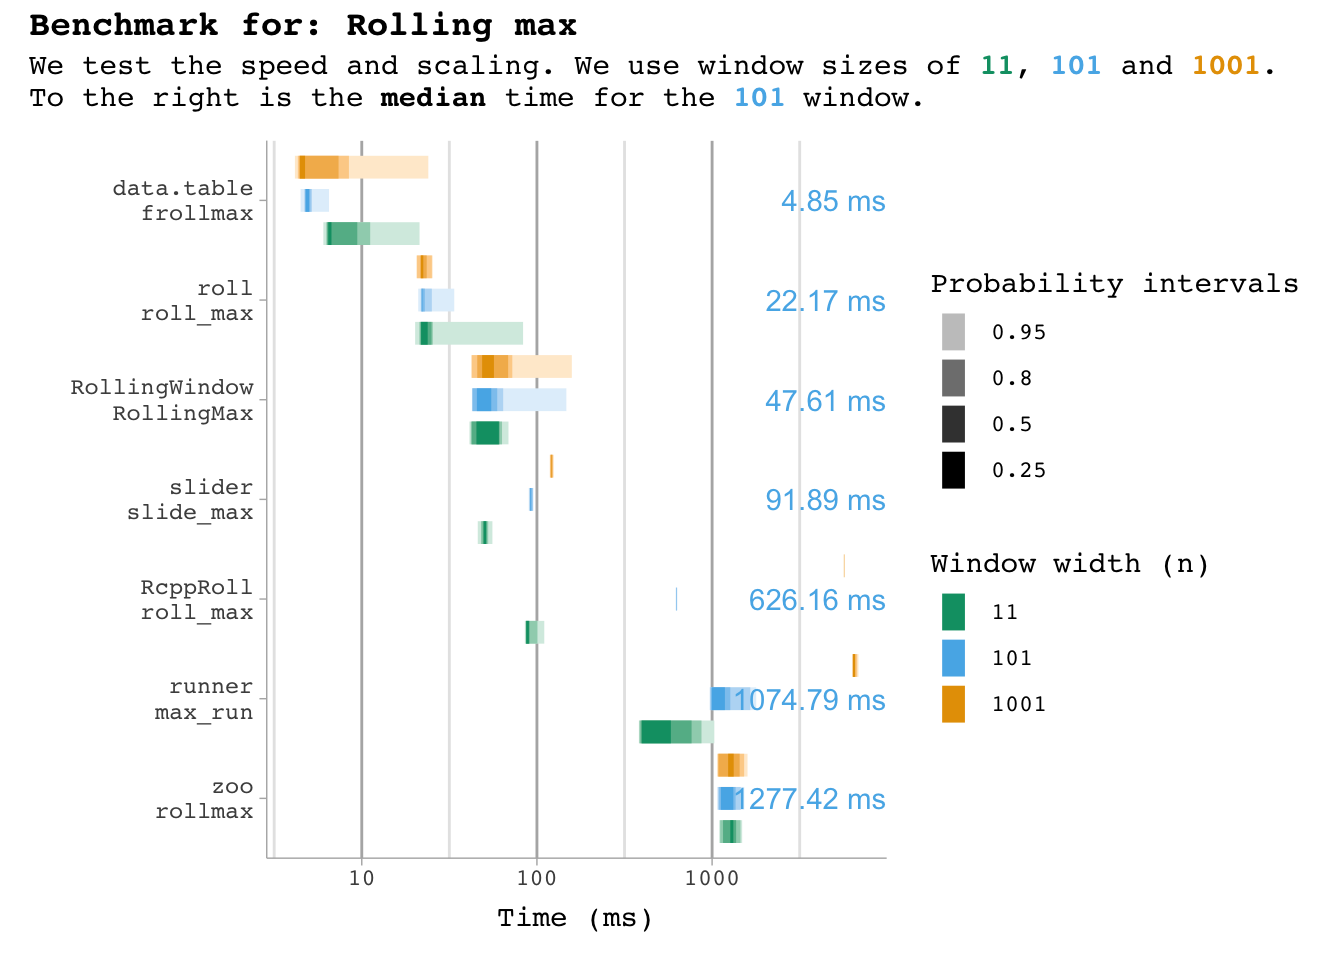 Benchmark for: Rolling max
We test the speed and scaling. We use window sizes of 11, 101 and 1001.
To the right is the median time for the 101 window.
data.table
frollmax
4.85 ms
roll
roll_max
22.17 ms
RollingWindow
RollingMax
47.61 ms
slider
slide_max
91.89 ms
RcppRoll
roll_max
626.16 ms
runner
max_run
1074.79 ms
zoo
rollmax
1277.42 ms
10
100
1000
Time (ms)
Probability intervals
0.95
0.8
0.5
0.25
Window width (n)
11
101
1001